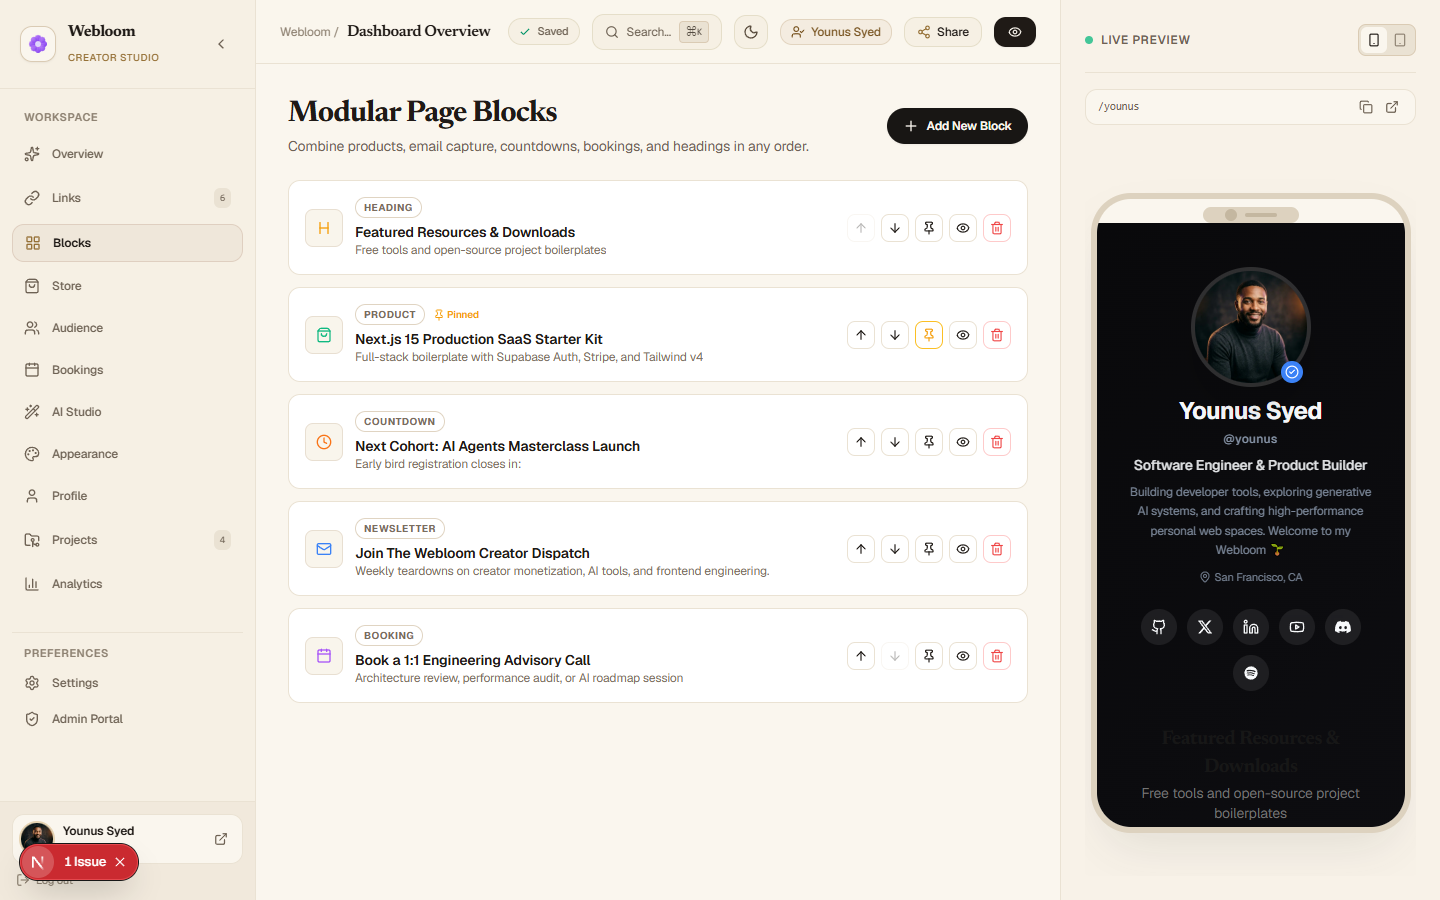 Webloom
CREATOR STUDIO
WORKSPACE
Overview
Links 6
Blocks
Store
Audience
Bookings
AI Studio
Appearance
Profile
Projects 4
Analytics
PREFERENCES
Settings
Admin Portal
Younus Syed
1 Issue
Log out
Webloom / Dashboard Overview
Saved
Search... ⌘K
Younus Syed
Share
Modular Page Blocks
Combine products, email capture, countdowns, bookings, and headings in any order.
Add New Block
HEADING
Featured Resources & Downloads
Free tools and open-source project boilerplates
PRODUCT Pinned
Next.js 15 Production SaaS Starter Kit
Full-stack boilerplate with Supabase Auth, Stripe, and Tailwind v4
COUNTDOWN
Next Cohort: AI Agents Masterclass Launch
Early bird registration closes in:
NEWSLETTER
Join The Webloom Creator Dispatch
Weekly teardowns on creator monetization, AI tools, and frontend engineering.
BOOKING
Book a 1:1 Engineering Advisory Call
Architecture review, performance audit, or AI roadmap session
LIVE PREVIEW
/younus
Younus Syed
@younus
Software Engineer & Product Builder
Building developer tools, exploring generative
AI systems, and crafting high-performance
personal web spaces. Welcome to my
Webloom 🌱
San Francisco, CA
Featured Resources &
Downloads
Free tools and open-source project
boilerplates